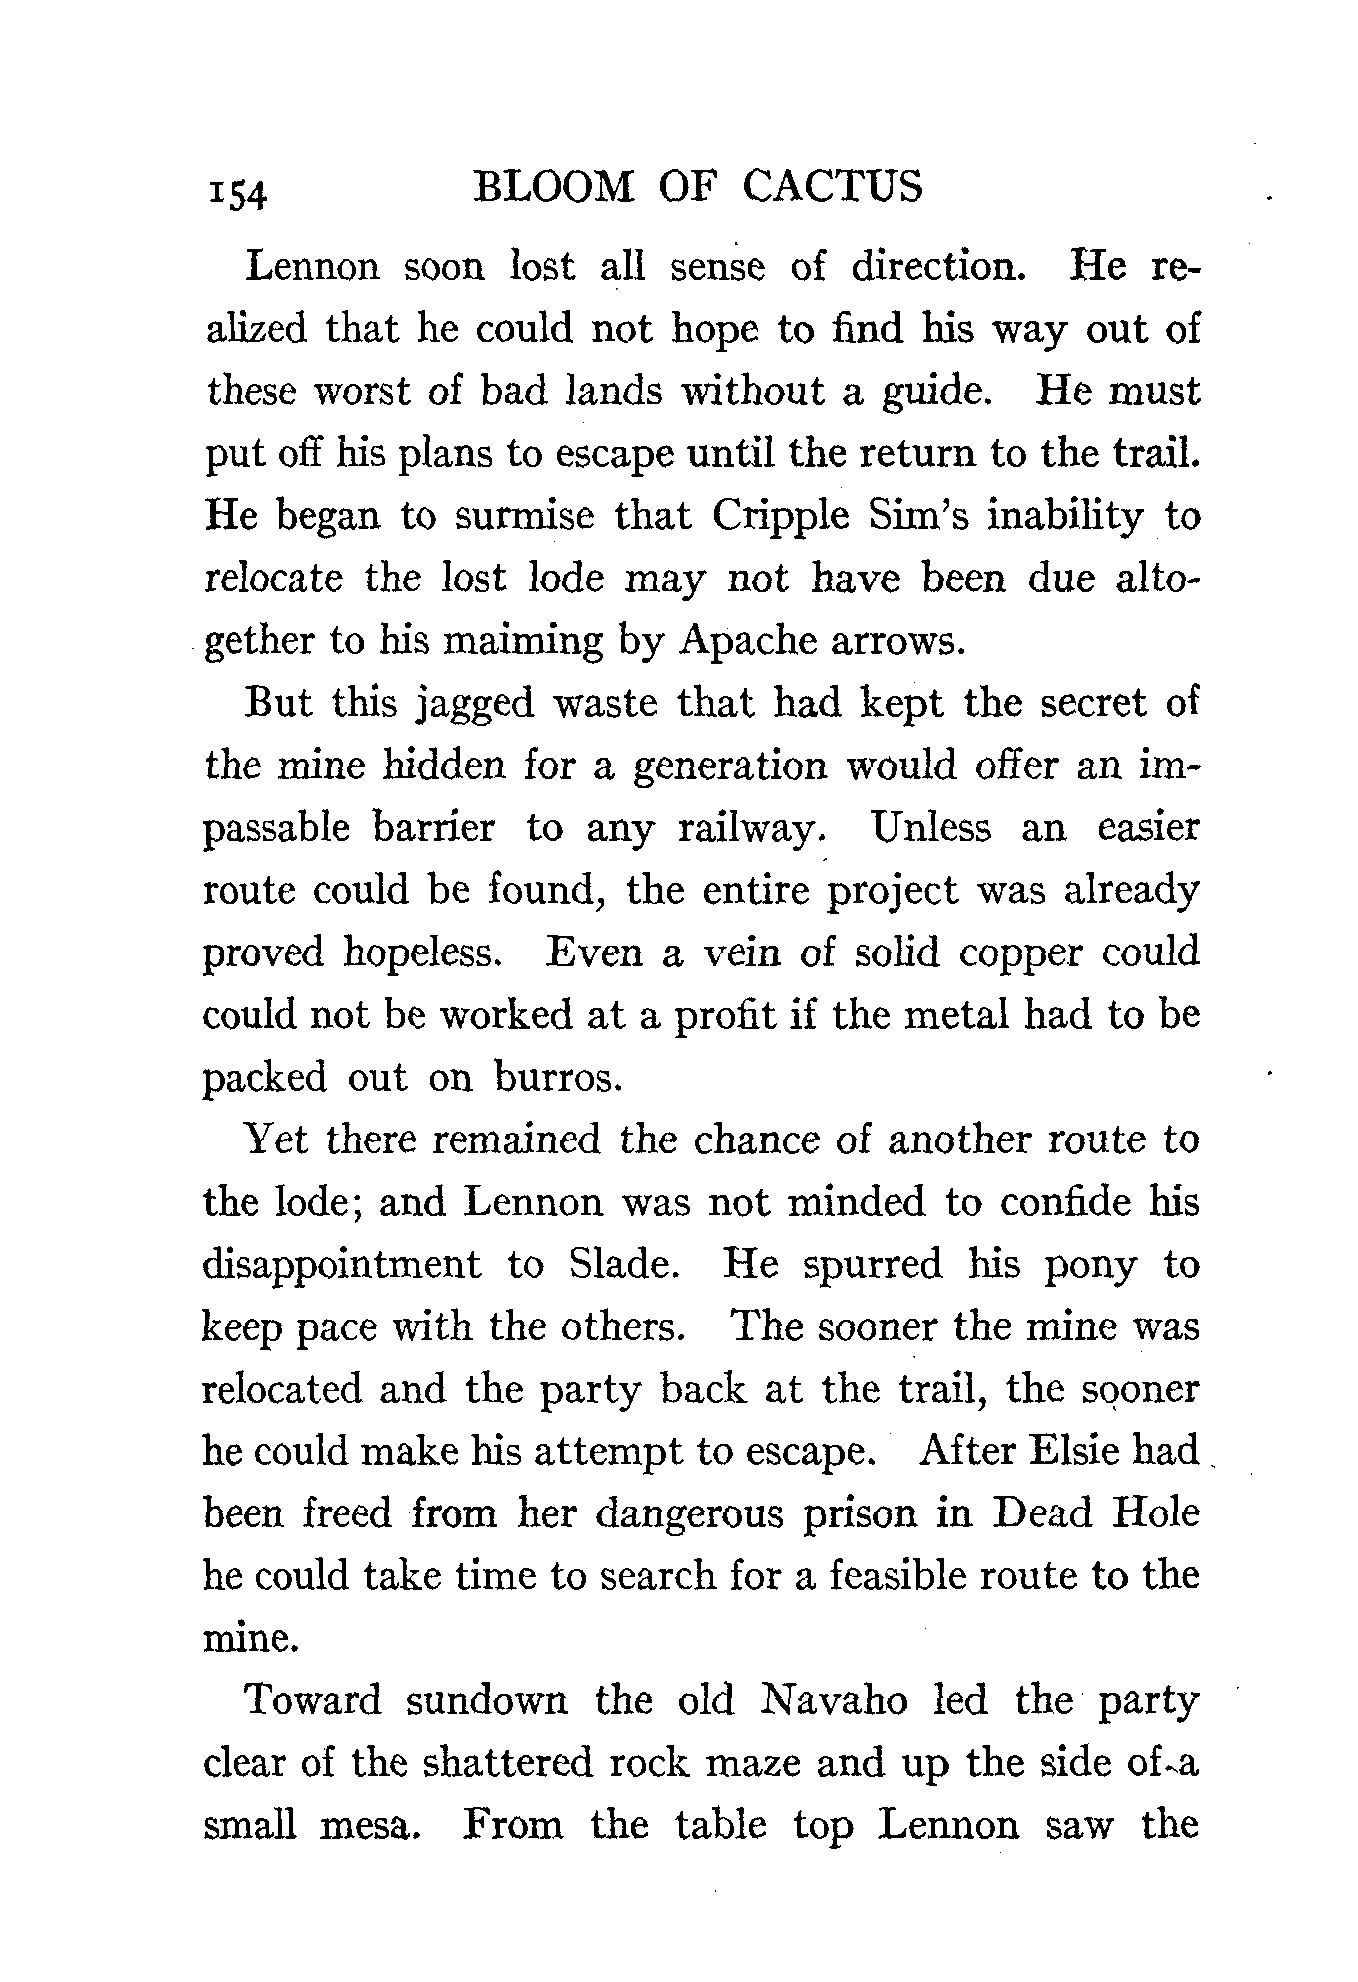 154 BLOOM OF CACTUS
Lennon soon lost all sense of direction. He re-
alized that he could not hope to find his way out of
these worst of bad lands without a guide. He must
put off his plans to escape until the return to the trail.
He began to surmise that Cripple Sim's inability to
relocate the lost lode may not have been due alto-
gether to his maiming by Apache arrows.
But this jagged waste that had kept the secret of
the mine hidden for a generation would offer an im-
passable barrier to any railway. Unless an easier
route could be found, the entire project was already
proved hopeless. Even a vein of solid copper could
could not be worked at a profit if the metal had to be
packed out on burros.
Yet there remained the chance of another route to
the lode; and Lennon was not minded to confide his
disappointment to Slade. He spurred his pony to
keep pace with the others. The sooner the mine was
relocated and the party back at the trail, the sooner
he could make his attempt to escape. After Elsie had
been freed from her dangerous prison in Dead Hole
he could take time to search for a feasible route to the
mine.
Toward sundown the old Navaho led the party
clear of the shattered rock maze and up the side of a
small mesa. From the table top Lennon saw the